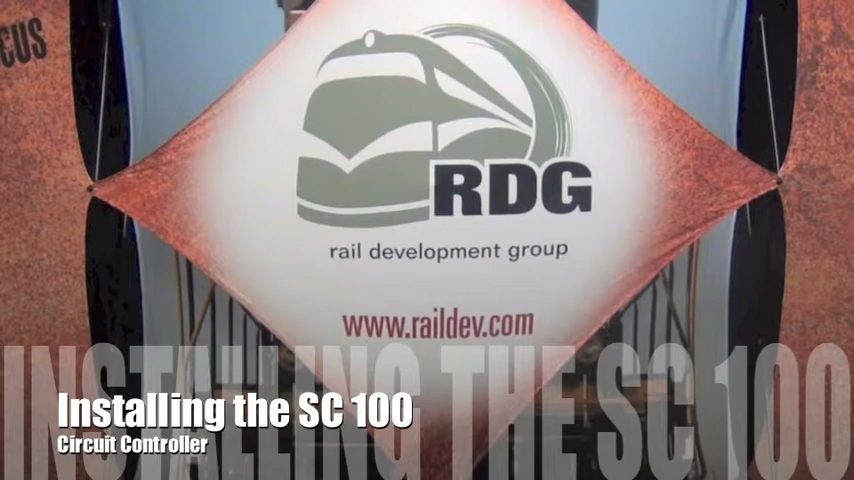 RDG
rail development group
www.raildev.com
INSTALLING THE SC 100
Installing the SC 100
Circuit Controller